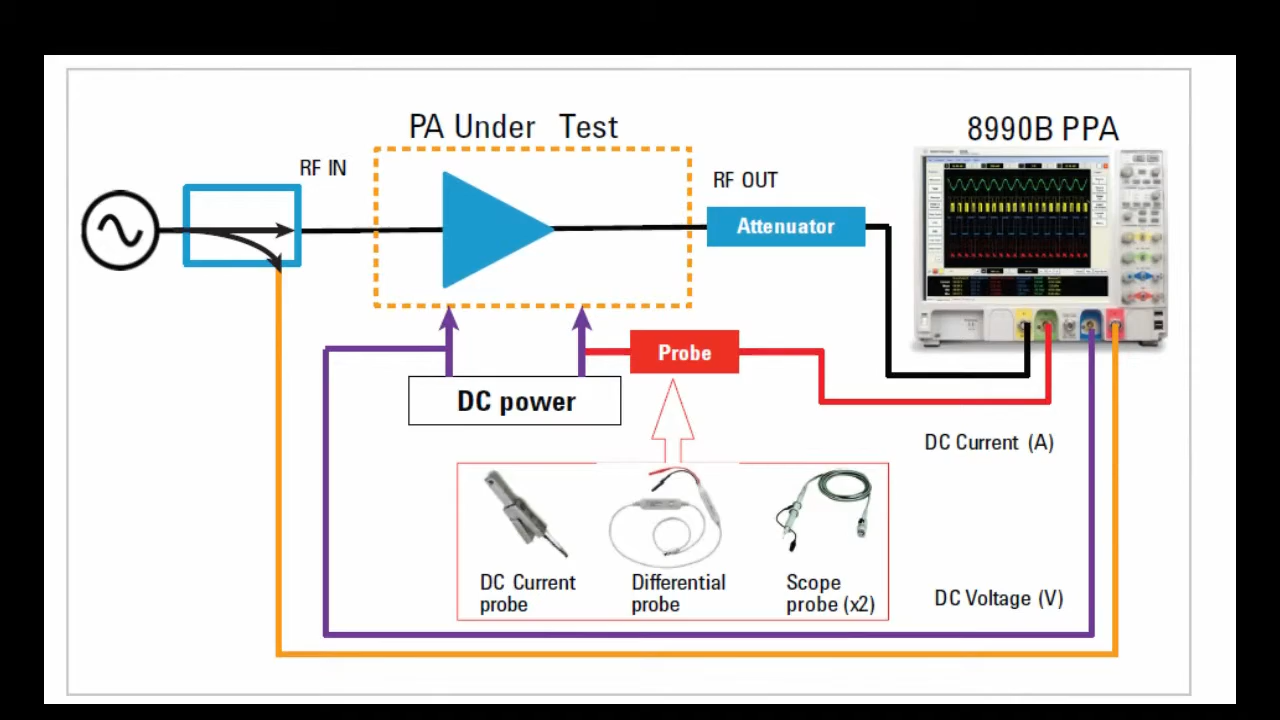 PA Under Test
8990B PPA
RF IN
RF OUT
Attenuator
Probe
DC power
DC Current (A)
DC Current
probe
Differential
probe
Scope
probe (x2)
DC Voltage (V)